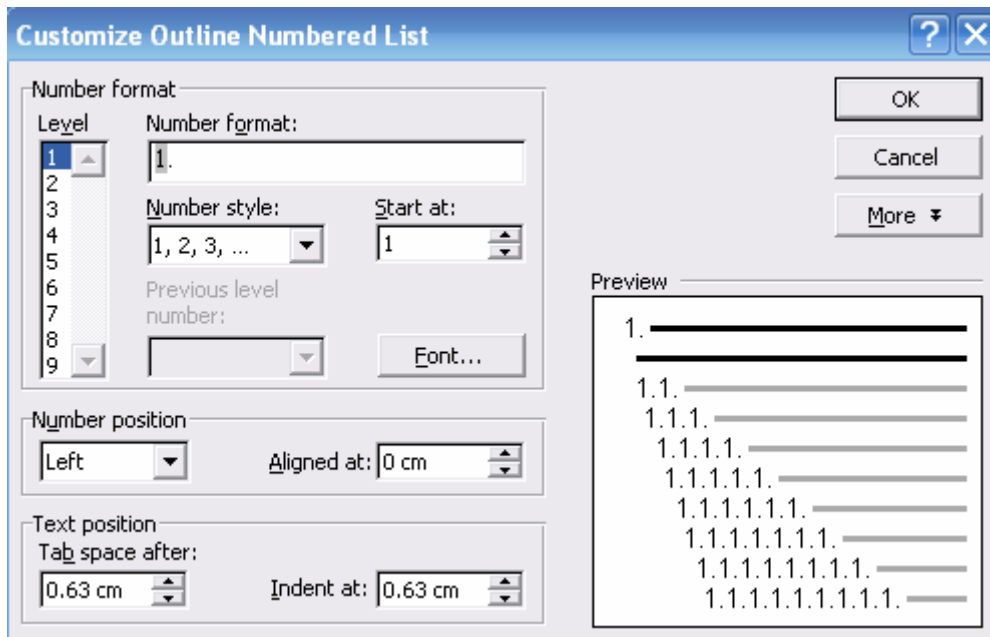 Customize Outline Numbered List
Number format
Level
Number format:
1
2
3
4
5
6
7
8
9
1.
Number style:
Start at:
1, 2, 3, ...
1
Previous level
number:
Font...
Number position
Left
Aligned at:
0 cm
Text position
Tab space after:
0.63 cm
Indent at:
0.63 cm
OK
Cancel
More
Preview
1.
1.1.
1.1.1.
1.1.1.1.
1.1.1.1.1.
1.1.1.1.1.1.
1.1.1.1.1.1.1.
1.1.1.1.1.1.1.1.
1.1.1.1.1.1.1.1.1.